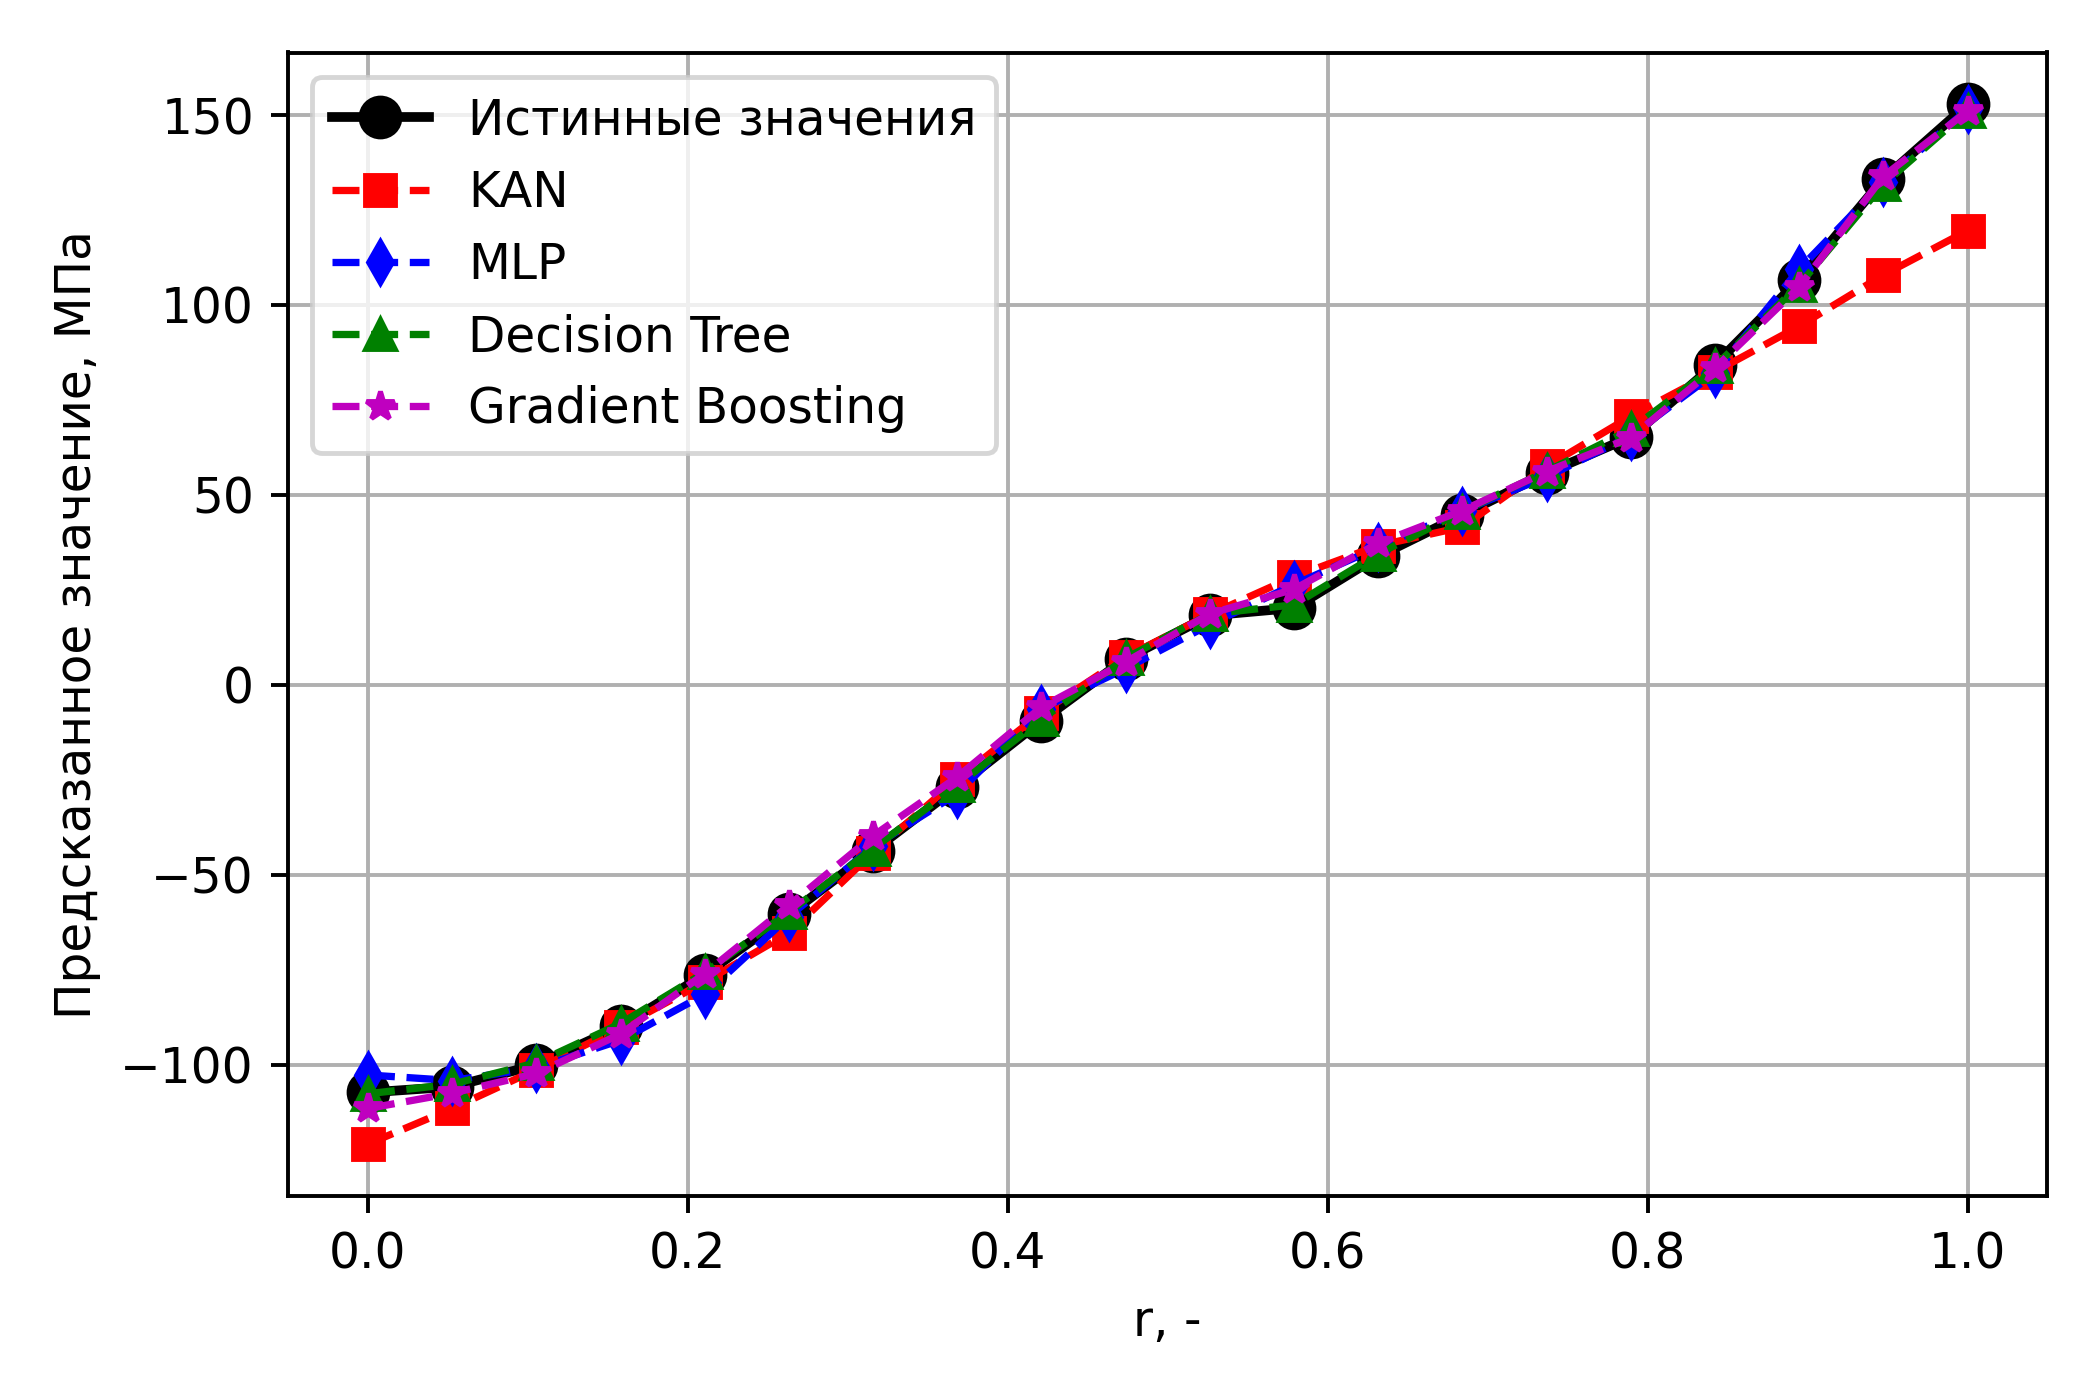 150
100
50
0
−50
−100
Предсказанное значение, МПа
Истинные значения
KAN
MLP
Decision Tree
Gradient Boosting
0.0 0.2 0.4 0.6 0.8 1.0
r, -